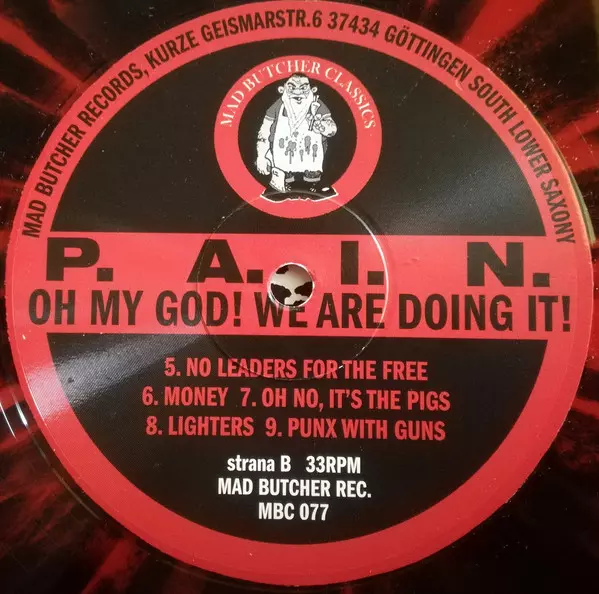 MAD BUTCHER RECORDS, KURZE GEISMARSTR.6 37434 GÖTTINGEN SOUTH LOWER SAXONY
MAD BUTCHER CLASSICS
P. A. I. N.
OH MY GOD! WE ARE DOING IT!
5. NO LEADERS FOR THE FREE
6. MONEY 7. OH NO, IT'S THE PIGS
8. LIGHTERS 9. PUNX WITH GUNS
strana B 33RPM
MAD BUTCHER REC.
MBC 077